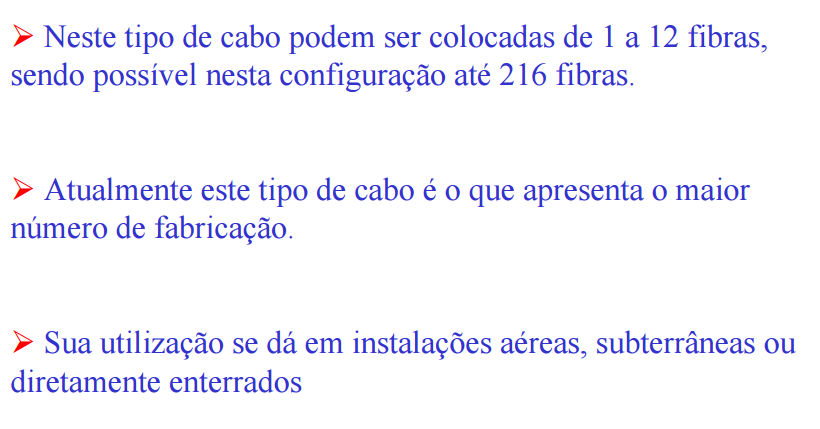 ➢ Neste tipo de cabo podem ser colocadas de 1 a 12 fibras,
sendo possível nesta configuração até 216 fibras.
➢ Atualmente este tipo de cabo é o que apresenta o maior
número de fabricação.
➢ Sua utilização se dá em instalações aéreas, subterrâneas ou
diretamente enterrados